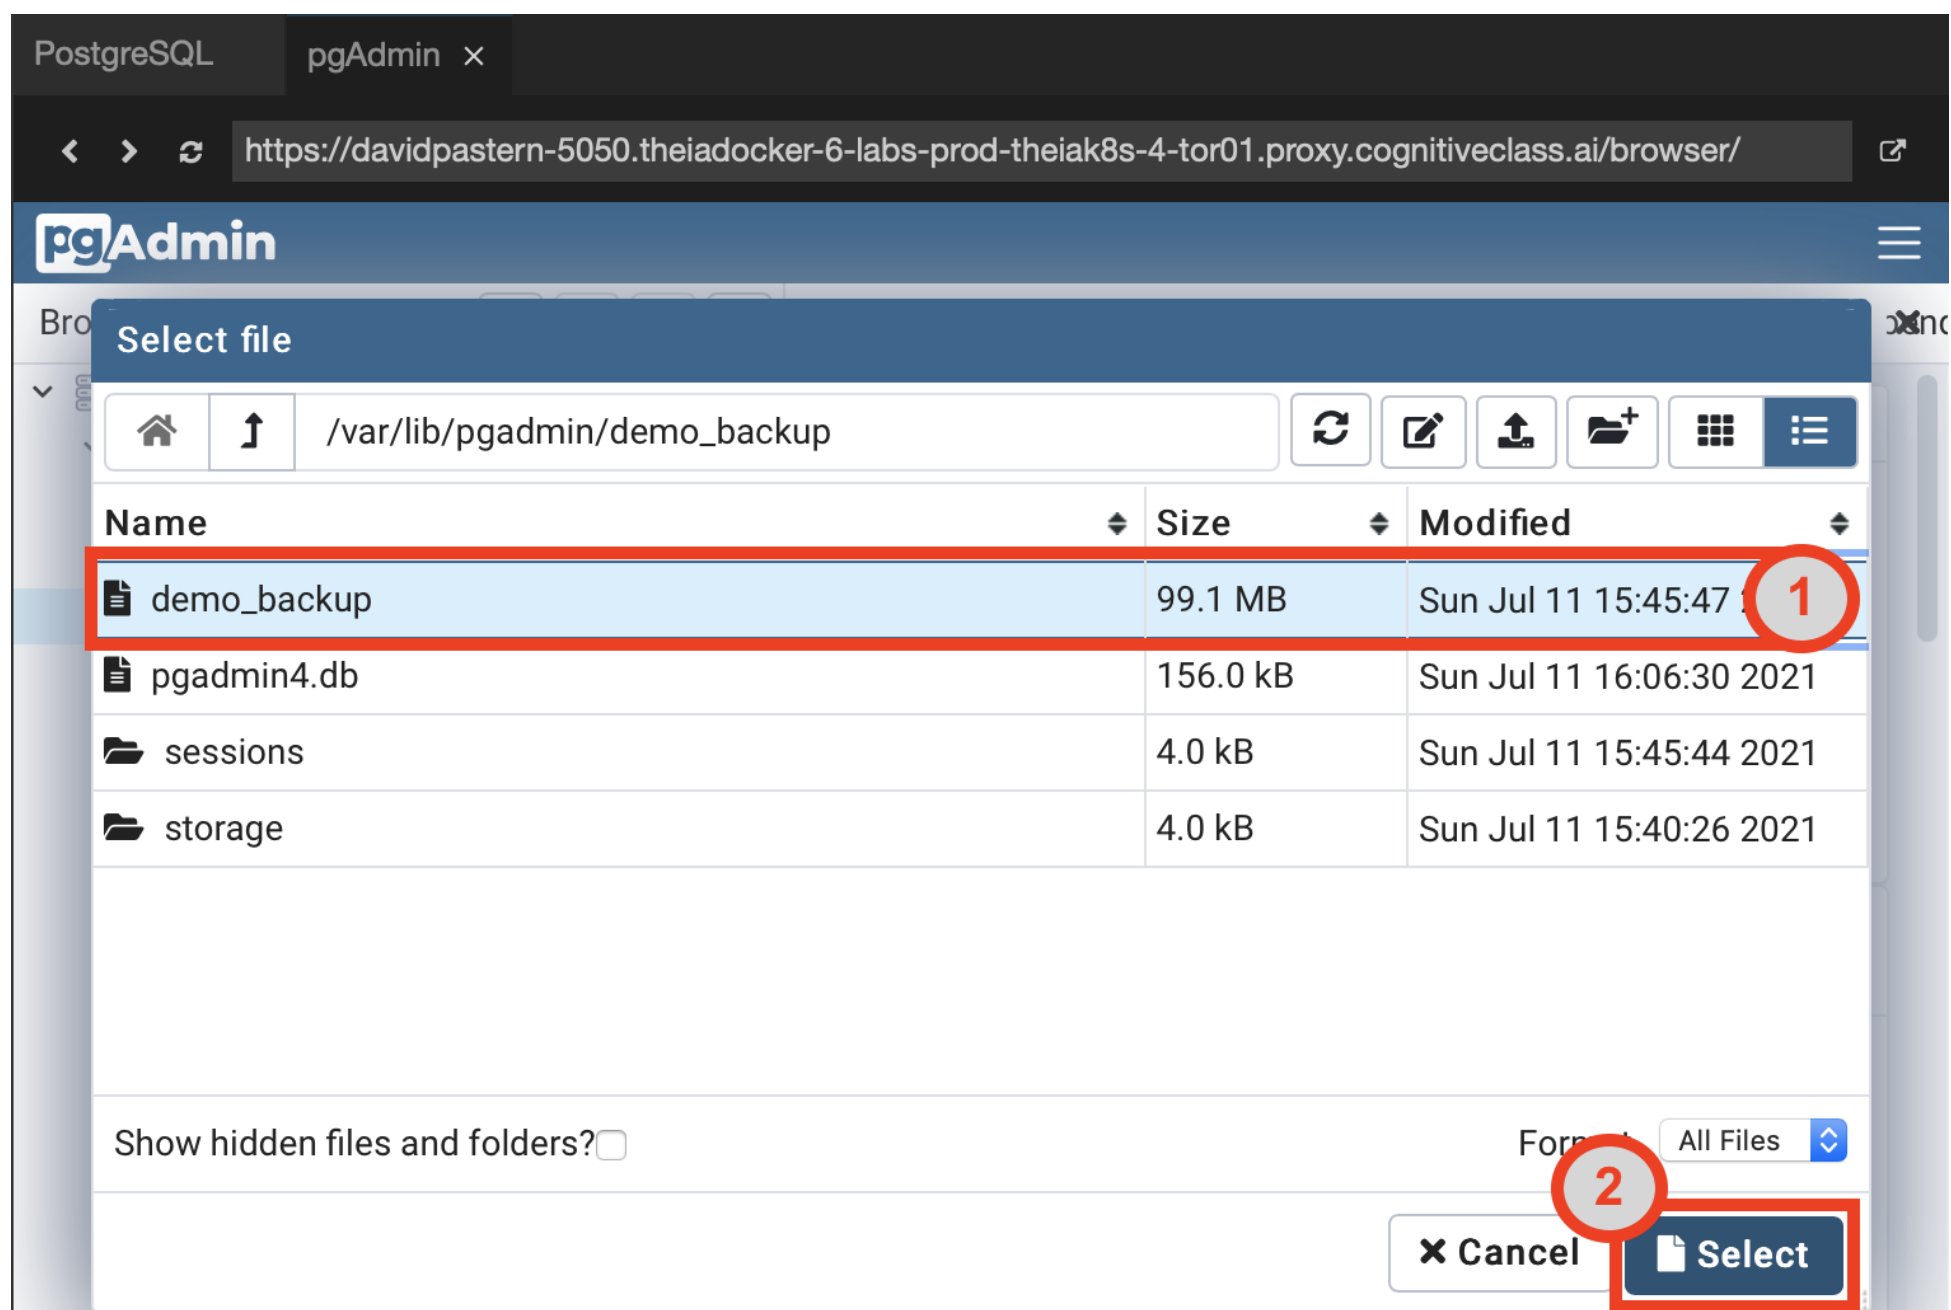 PostgreSQL
pgAdmin
https://davidpastern-5050.theiadocker-6-labs-prod-theiak8s-4-tor01.proxy.cognitiveclass.ai/browser/
pgAdmin
Select file
/var/lib/pgadmin/demo_backup
Name Size Modified
demo_backup 99.1 MB Sun Jul 11 15:45:47
1
pgadmin4.db 156.0 kB Sun Jul 11 16:06:30 2021
sessions 4.0 kB Sun Jul 11 15:45:44 2021
storage 4.0 kB Sun Jul 11 15:40:26 2021
Show hidden files and folders? All Files
2
Cancel Select